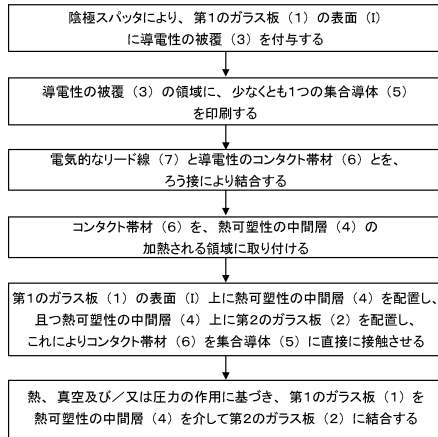 陰極スパッタにより、第1のガラス板(1)の表面(I)
に導電性の被覆(3)を付与する
導電性の被覆(3)の領域に、少なくとも1つの集合導体(5)
を印刷する
電気的なリード線(7)と導電性のコンタクト帯材(6)とを、
ろう接により結合する
コンタクト帯材(6)を、熱可塑性の中間層(4)の
加熱される領域に取り付ける
第1のガラス板(1)の表面(I)上に熱可塑性の中間層(4)を配置し、
且つ熱可塑性の中間層(4)上に第2のガラス板(2)を配置し、
これによりコンタクト帯材(6)を集合導体(5)に直接に接触させる
熱、真空及び/又は圧力の作用に基づき、第1のガラス板(1)を
熱可塑性の中間層(4)を介して第2のガラス板(2)に結合する